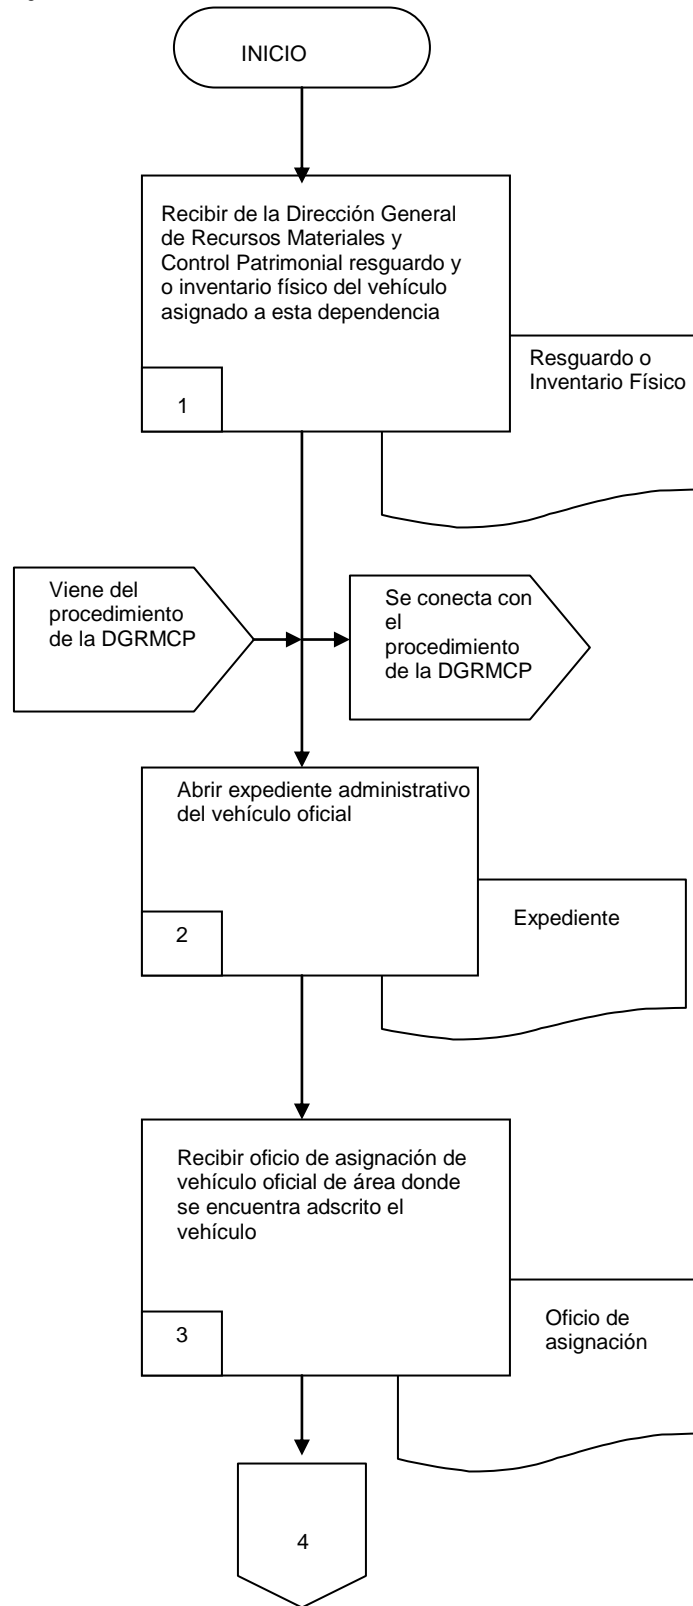 INICIO
Recibir de la Dirección General
de Recursos Materiales y
Control Patrimonial resguardo y
o inventario físico del vehículo
asignado a esta dependencia
1
Resguardo o
Inventario Físico
Viene del
procedimiento
de la DGRMCP
Se conecta con
el
procedimiento
de la DGRMCP
Abrir expediente administrativo
del vehículo oficial
2
Expediente
Recibir oficio de asignación de
vehículo oficial de área donde
se encuentra adscrito el
vehículo
3
Oficio de
asignación
4